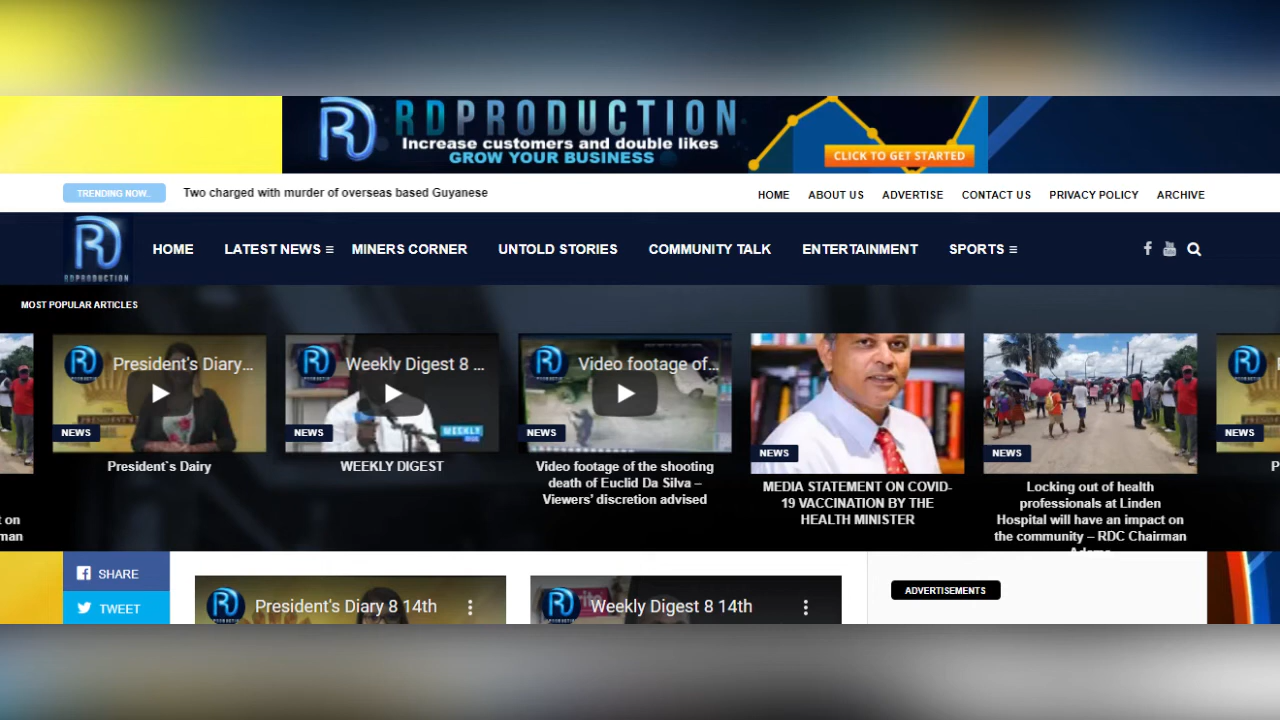 RDPRODUCTION
Increase customers and double likes
GROW YOUR BUSINESS
CLICK TO GET STARTED
TRENDING NOW..
Two charged with murder of overseas based Guyanese
HOME ABOUT US ADVERTISE CONTACT US PRIVACY POLICY ARCHIVE
RDPRODUCTION
HOME LATEST NEWS ≡ MINERS CORNER UNTOLD STORIES COMMUNITY TALK ENTERTAINMENT SPORTS ≡
MOST POPULAR ARTICLES
t on
man
President's Diary...
NEWS
President`s Dairy
Weekly Digest 8 ...
WEEKLY
NEWS
WEEKLY DIGEST
Video footage of...
NEWS
Video footage of the shooting
death of Euclid Da Silva –
Viewers' discretion advised
NEWS
MEDIA STATEMENT ON COVID-
19 VACCINATION BY THE
HEALTH MINISTER
NEWS
Locking out of health
professionals at Linden
Hospital will have an impact on
the community – RDC Chairman
Adams
NEWS
P
SHARE
TWEET
President's Diary 8 14th
Weekly Digest 8 14th
ADVERTISEMENTS